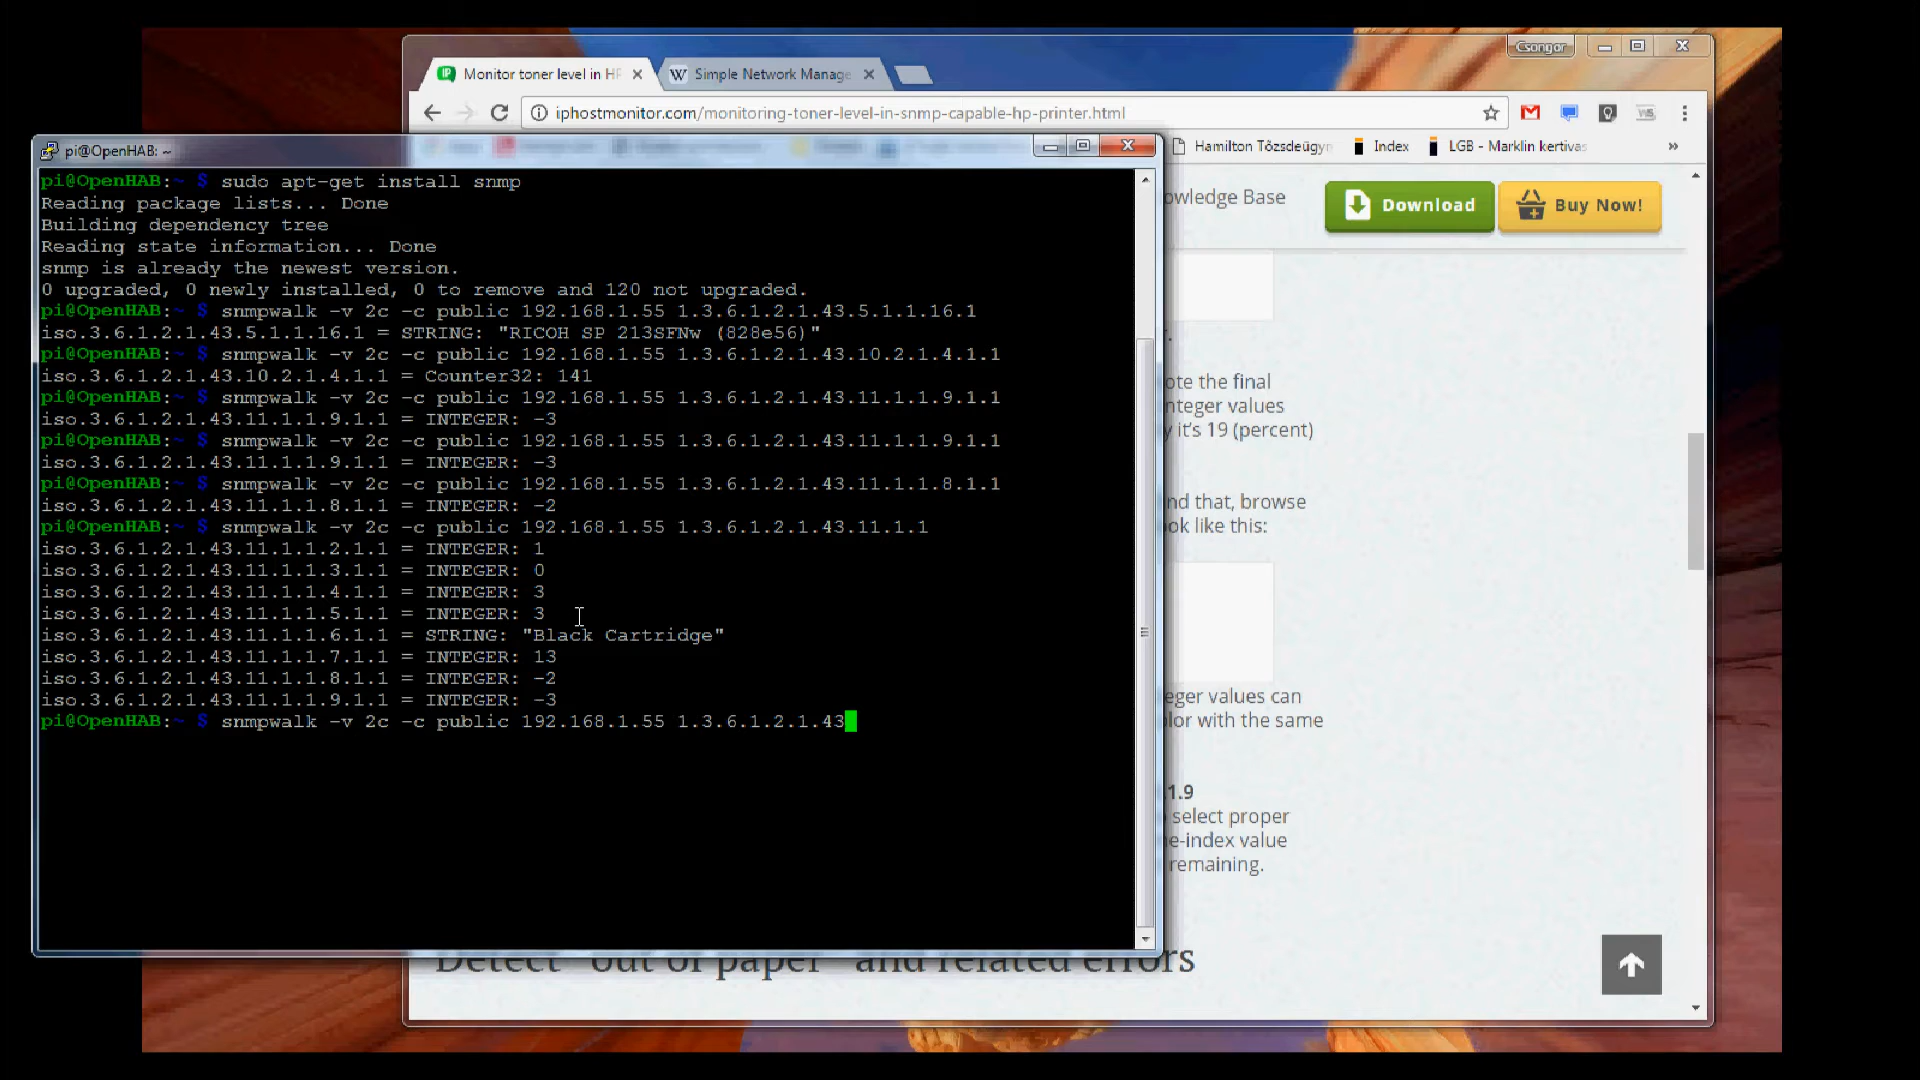 Csongor
Monitor toner level in HP
Simple Network Manage
iphostmonitor.com/monitoring-toner-level-in-snmp-capable-hp-printer.html
Hamilton Tőzsdeügyn
Index
LGB - Marklin kertivas
»
pi@OpenHAB: ~
pi@OpenHAB:~ $ sudo apt-get install snmp
Reading package lists... Done
Building dependency tree
Reading state information... Done
snmp is already the newest version.
0 upgraded, 0 newly installed, 0 to remove and 120 not upgraded.
pi@OpenHAB:~ $ snmpwalk -v 2c -c public 192.168.1.55 1.3.6.1.2.1.43.5.1.1.16.1
iso.3.6.1.2.1.43.5.1.1.16.1 = STRING: "RICOH SP 213SFNw (828e56)"
pi@OpenHAB:~ $ snmpwalk -v 2c -c public 192.168.1.55 1.3.6.1.2.1.43.10.2.1.4.1.1
iso.3.6.1.2.1.43.10.2.1.4.1.1 = Counter32: 141
pi@OpenHAB:~ $ snmpwalk -v 2c -c public 192.168.1.55 1.3.6.1.2.1.43.11.1.1.9.1.1
iso.3.6.1.2.1.43.11.1.1.9.1.1 = INTEGER: -3
pi@OpenHAB:~ $ snmpwalk -v 2c -c public 192.168.1.55 1.3.6.1.2.1.43.11.1.1.9.1.1
iso.3.6.1.2.1.43.11.1.1.9.1.1 = INTEGER: -3
pi@OpenHAB:~ $ snmpwalk -v 2c -c public 192.168.1.55 1.3.6.1.2.1.43.11.1.1.8.1.1
iso.3.6.1.2.1.43.11.1.1.8.1.1 = INTEGER: -2
pi@OpenHAB:~ $ snmpwalk -v 2c -c public 192.168.1.55 1.3.6.1.2.1.43.11.1.1
iso.3.6.1.2.1.43.11.1.1.2.1.1 = INTEGER: 1
iso.3.6.1.2.1.43.11.1.1.3.1.1 = INTEGER: 0
iso.3.6.1.2.1.43.11.1.1.4.1.1 = INTEGER: 3
iso.3.6.1.2.1.43.11.1.1.5.1.1 = INTEGER: 3
iso.3.6.1.2.1.43.11.1.1.6.1.1 = STRING: "Black Cartridge"
iso.3.6.1.2.1.43.11.1.1.7.1.1 = INTEGER: 13
iso.3.6.1.2.1.43.11.1.1.8.1.1 = INTEGER: -2
iso.3.6.1.2.1.43.11.1.1.9.1.1 = INTEGER: -3
pi@OpenHAB:~ $ snmpwalk -v 2c -c public 192.168.1.55 1.3.6.1.2.1.43
owledge Base
Download
Buy Now!
ote the final
nteger values
y it's 19 (percent)
nd that, browse
ok like this:
eger values can
lor with the same
.1.9
select proper
e-index value
remaining.
Detect "out of paper" and related errors